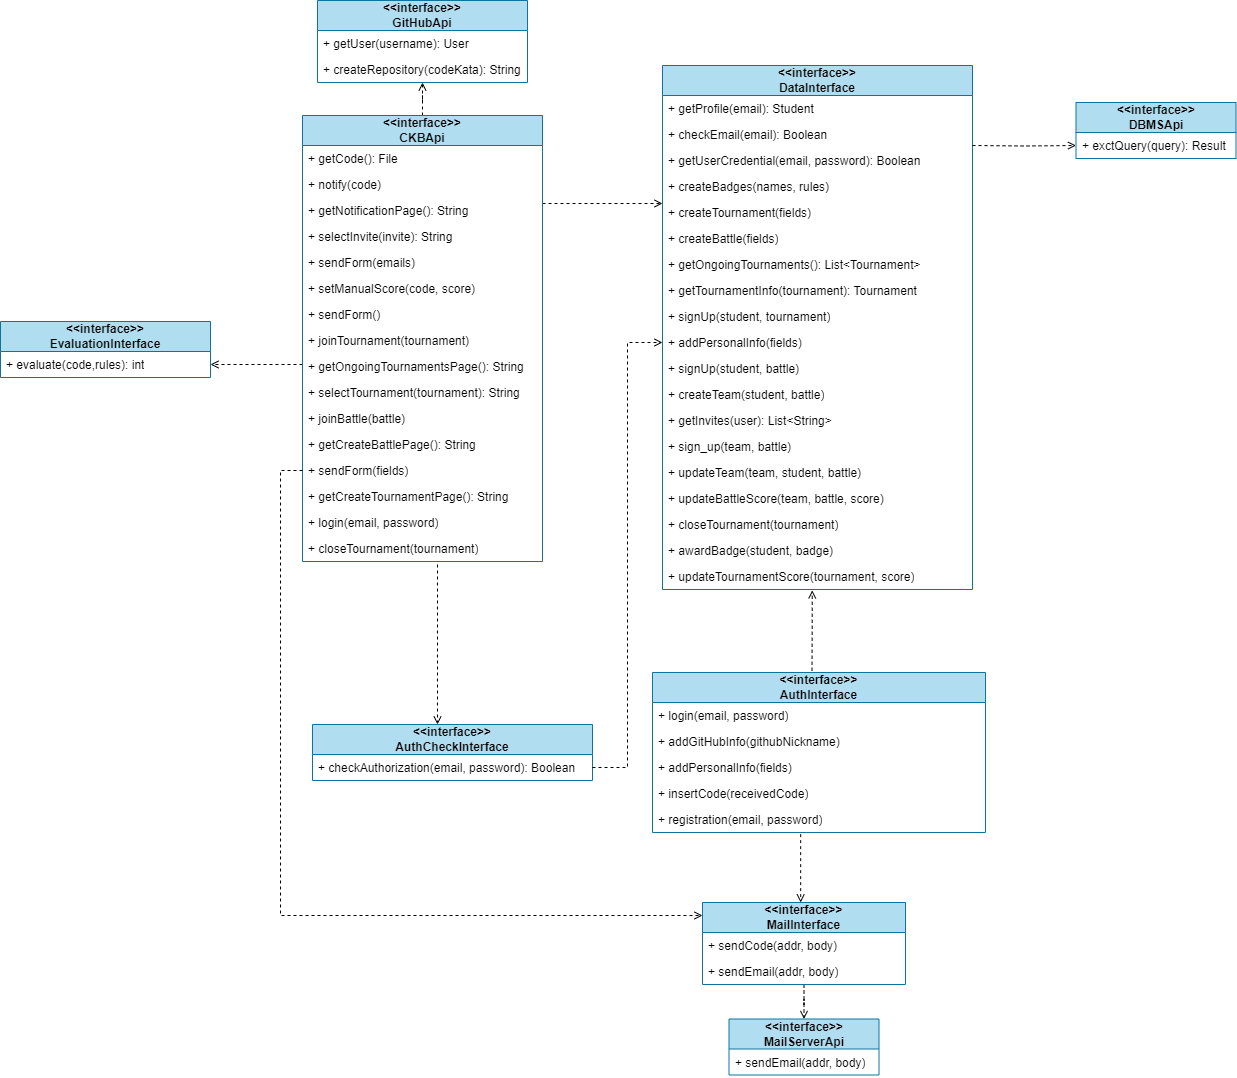 <<interface>>
GitHubApi
+ getUser(username): User
+ createRepository(codeKata): String
<<interface>>
CKBApi
+ getCode(): File
+ notify(code)
+ getNotificationPage(): String
+ selectInvite(invite): String
+ sendForm(emails)
+ setManualScore(code, score)
+ sendForm()
+ joinTournament(tournament)
+ getOngoingTournamentsPage(): String
+ selectTournament(tournament): String
+ joinBattle(battle)
+ getCreateBattlePage(): String
+ sendForm(fields)
+ getCreateTournamentPage(): String
+ login(email, password)
+ closeTournament(tournament)
<<interface>>
DataInterface
+ getProfile(email): Student
+ checkEmail(email): Boolean
+ getUserCredential(email, password): Boolean
+ createBadges(names, rules)
+ createTournament(fields)
+ createBattle(fields)
+ getOngoingTournaments(): List<Tournament>
+ getTournamentInfo(tournament): Tournament
+ signUp(student, tournament)
+ addPersonalInfo(fields)
+ signUp(student, battle)
+ createTeam(student, battle)
+ getInvites(user): List<String>
+ sign_up(team, battle)
+ updateTeam(team, student, battle)
+ updateBattleScore(team, battle, score)
+ closeTournament(tournament)
+ awardBadge(student, badge)
+ updateTournamentScore(tournament, score)
<<interface>>
DBMSApi
+ exctQuery(query): Result
<<interface>>
EvaluationInterface
+ evaluate(code,rules): int
<<interface>>
AuthCheckInterface
+ checkAuthorization(email, password): Boolean
<<interface>>
AuthInterface
+ login(email, password)
+ addGitHubInfo(githubNickname)
+ addPersonalInfo(fields)
+ insertCode(receivedCode)
+ registration(email, password)
<<interface>>
MailInterface
+ sendCode(addr, body)
+ sendEmail(addr, body)
<<interface>>
MailServerApi
+ sendEmail(addr, body)